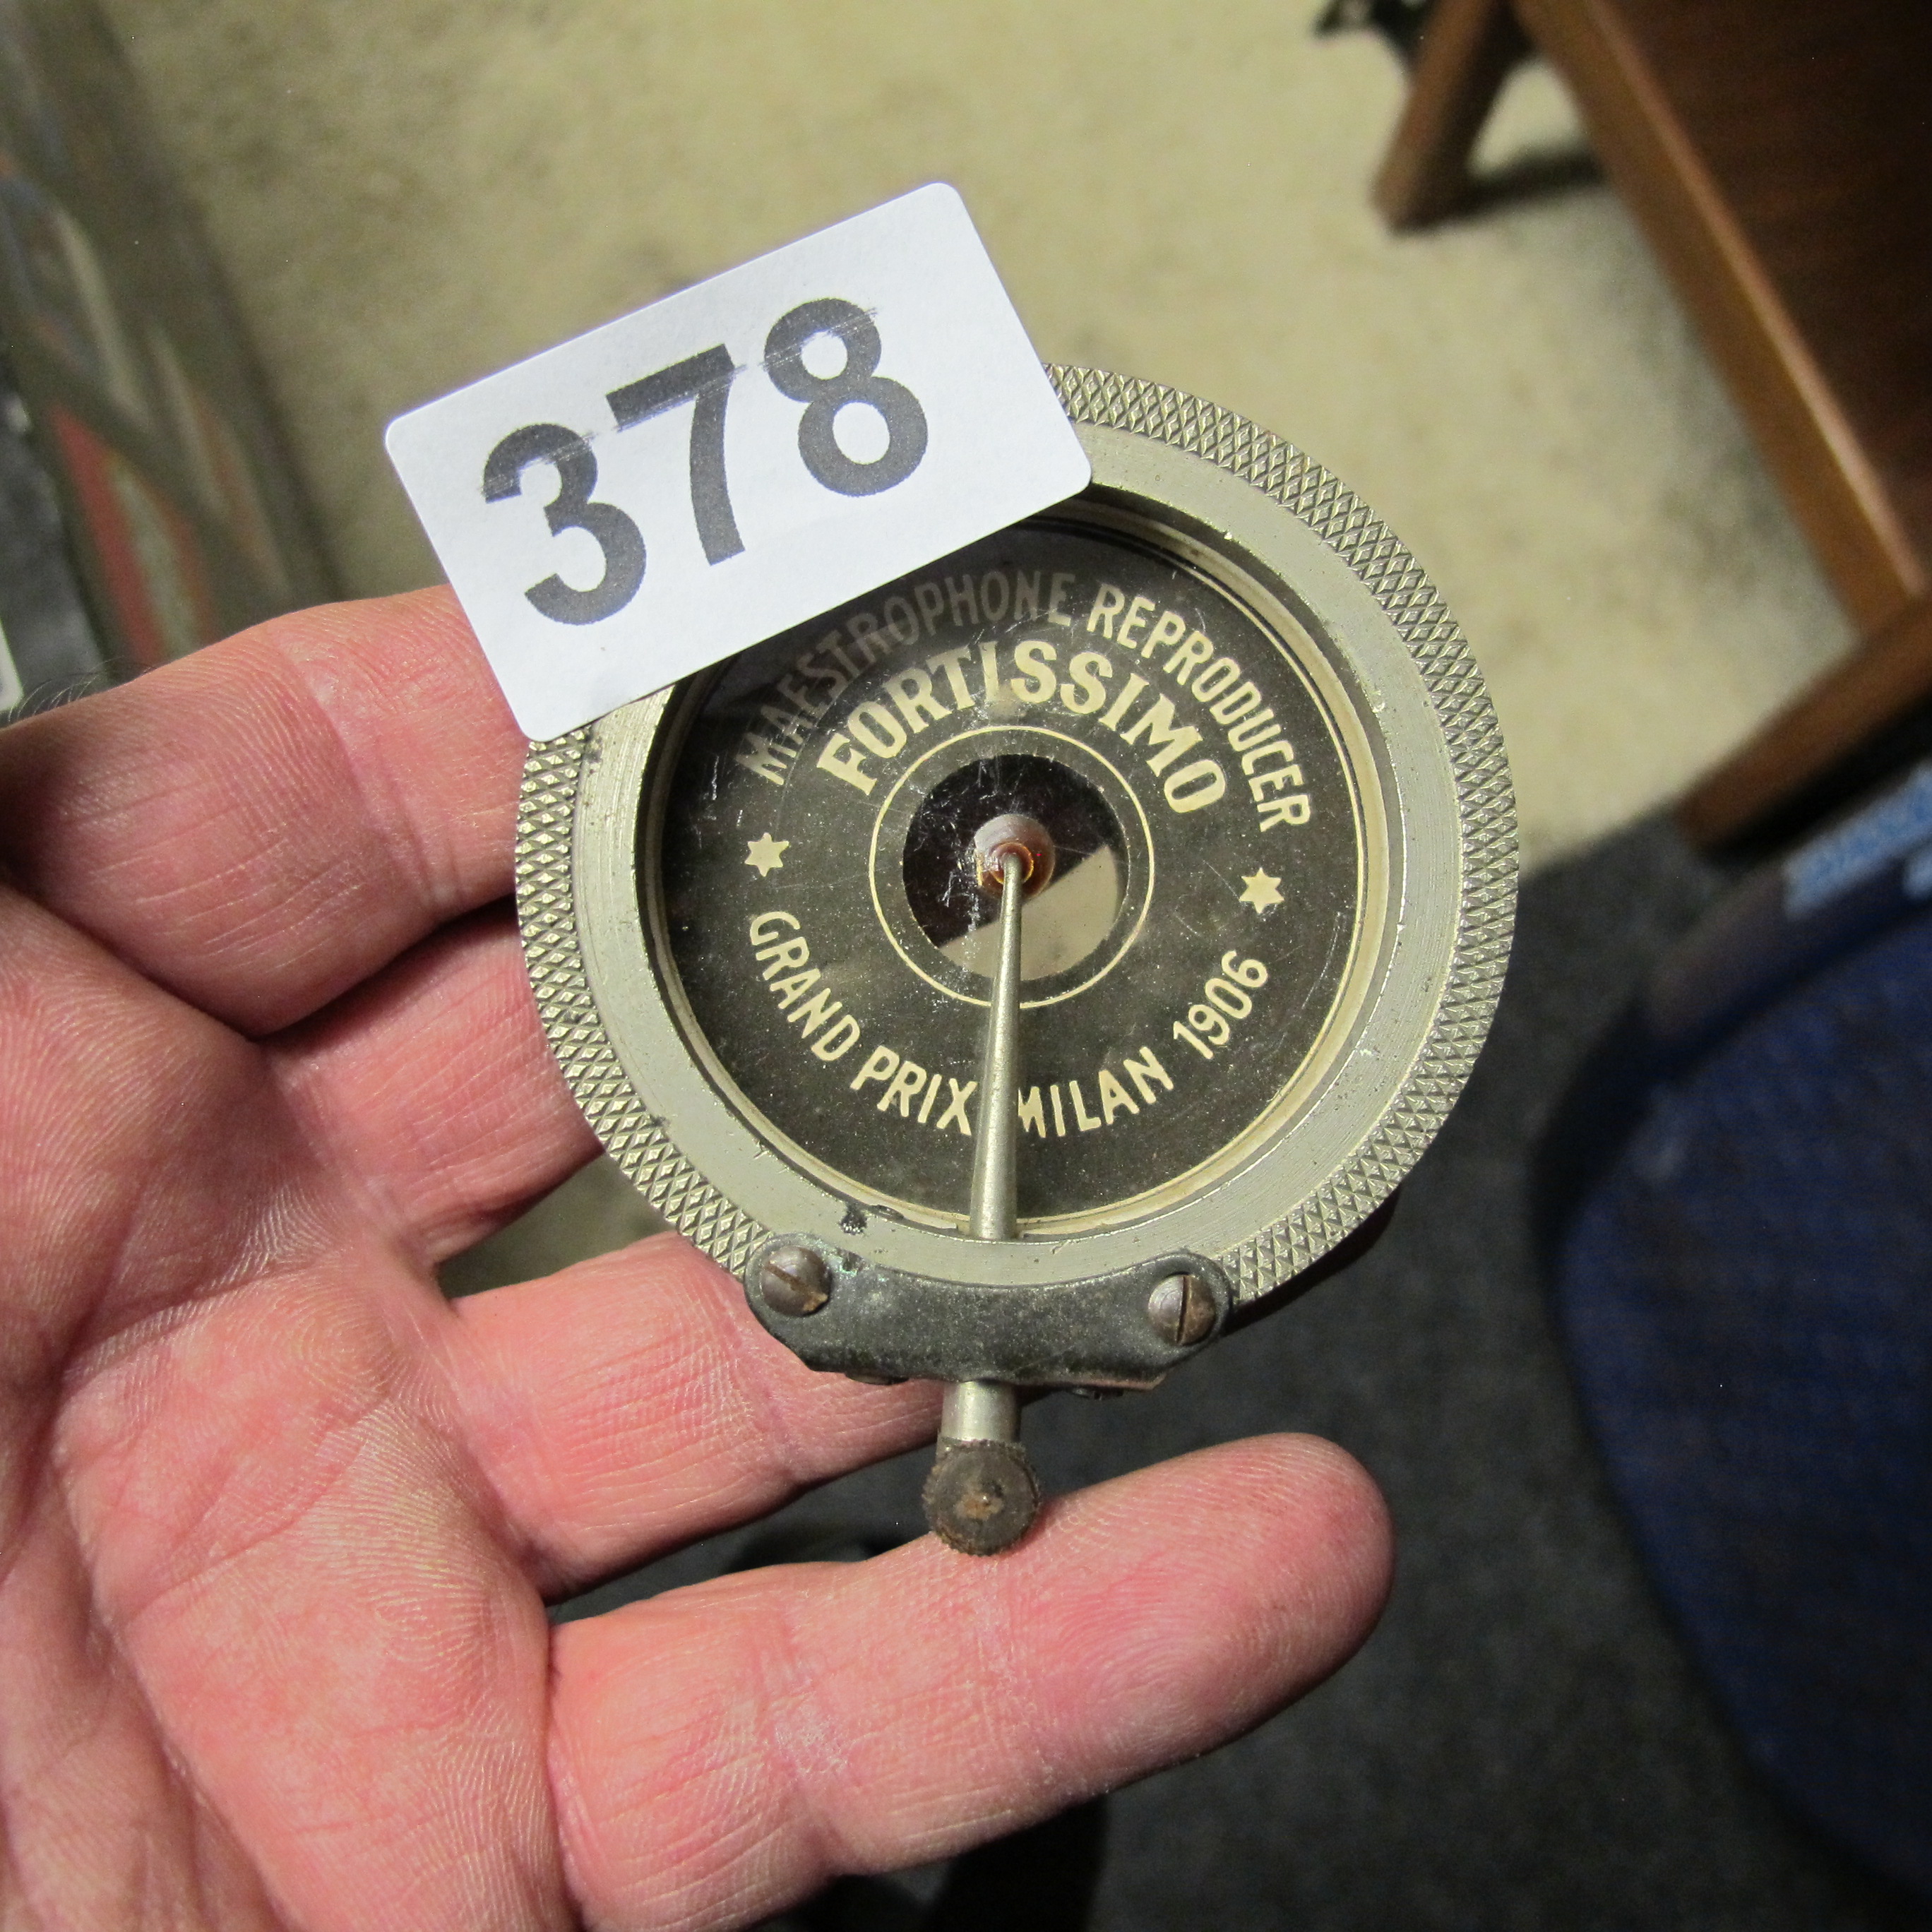 378
MAESTROPHONE REPRODUCER
FORTISSIMO
GRAND PRIX MILAN 1906